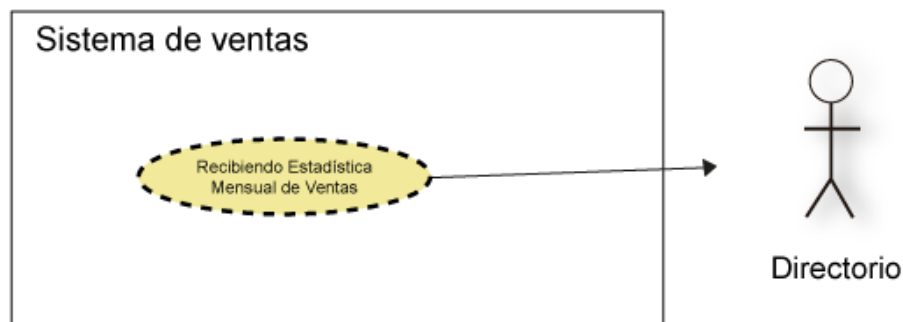 Sistema de ventas
Recibiendo Estadística
Mensual de Ventas
Directorio